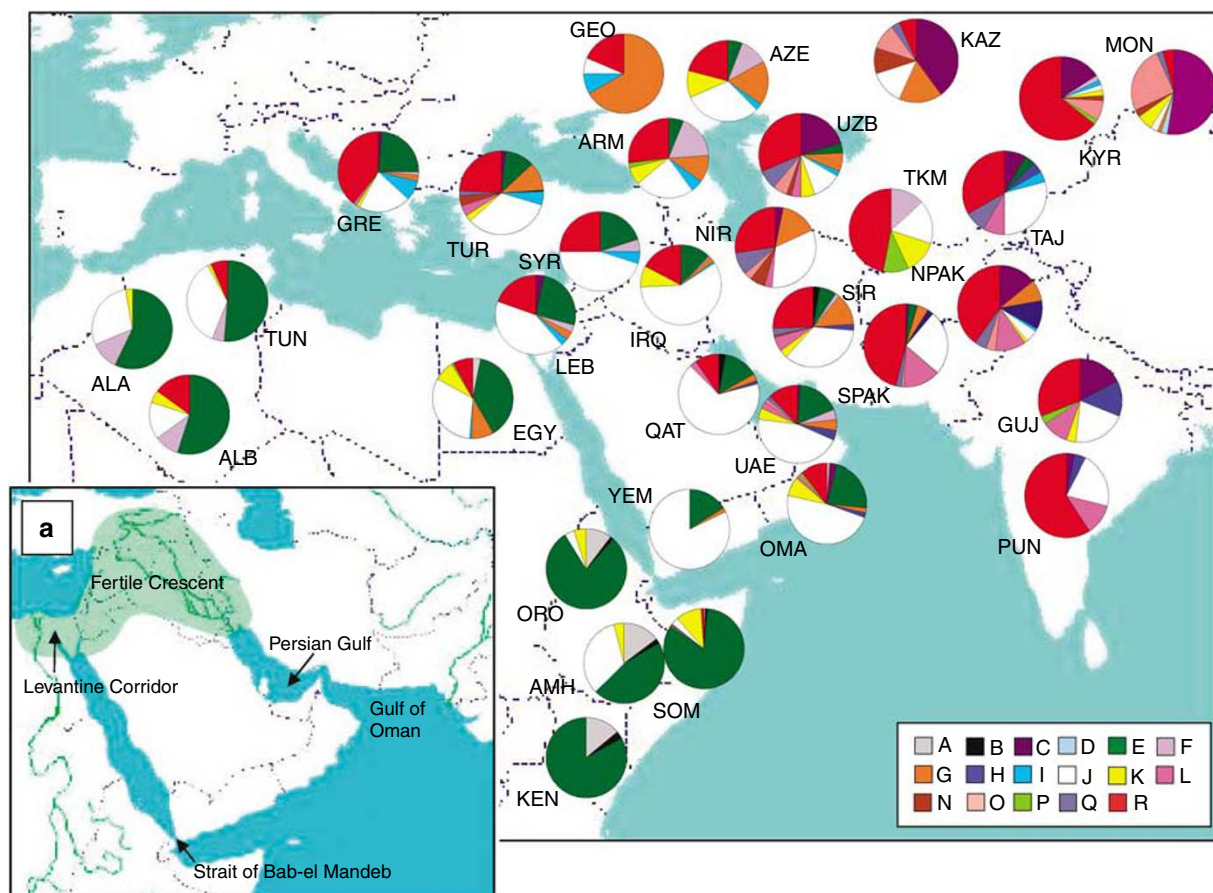 GEO
AZE
KAZ
MON
ARM
UZB
KYR
GRE
TUR
TKM
TAJ
SYR
NIR
NPAK
TUN
SIR
ALA
LEB
IRQ
SPAK
ALB
EGY
QAT
GUJ
UAE
YEM
OMA
PUN
ORO
AMH
SOM
KEN
a
Fertile Crescent
Persian Gulf
Levantine Corridor
Gulf of
Oman
Strait of Bab-el Mandeb
A B C D E F
G H I J K L
N O P Q R